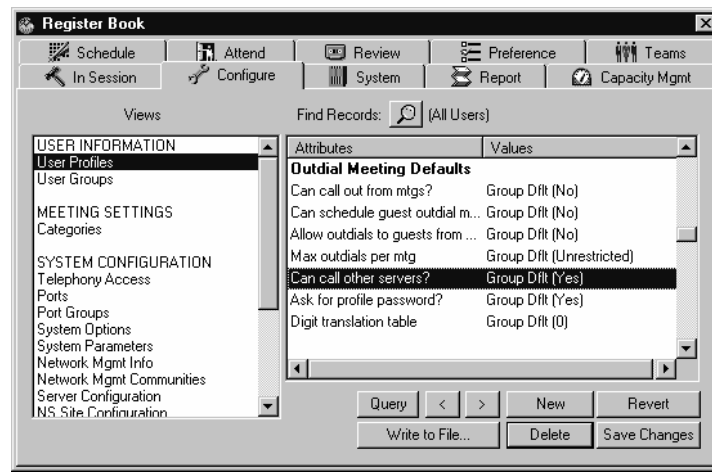 Register Book
Schedule Attend Review Preference Teams
In Session Configure System Report Capacity Mgmt
Views Find Records: (All Users)
USER INFORMATION
User Profiles
User Groups
MEETING SETTINGS
Categories
SYSTEM CONFIGURATION
Telephony Access
Ports
Port Groups
System Options
System Parameters
Network Mgmt Info
Network Mgmt Communities
Server Configuration
NS Site Configuration
Attributes Values
Outdial Meeting Defaults
Can call out from mtgs? Group Dflt (No)
Can schedule guest outdial m... Group Dflt (No)
Allow outdials to guests from ... Group Dflt (No)
Max outdials per mtg Group Dflt (Unrestricted)
Can call other servers? Group Dflt (Yes)
Ask for profile password? Group Dflt (Yes)
Digit translation table Group Dflt (0)
Query < > New Revert
Write to File... Delete Save Changes